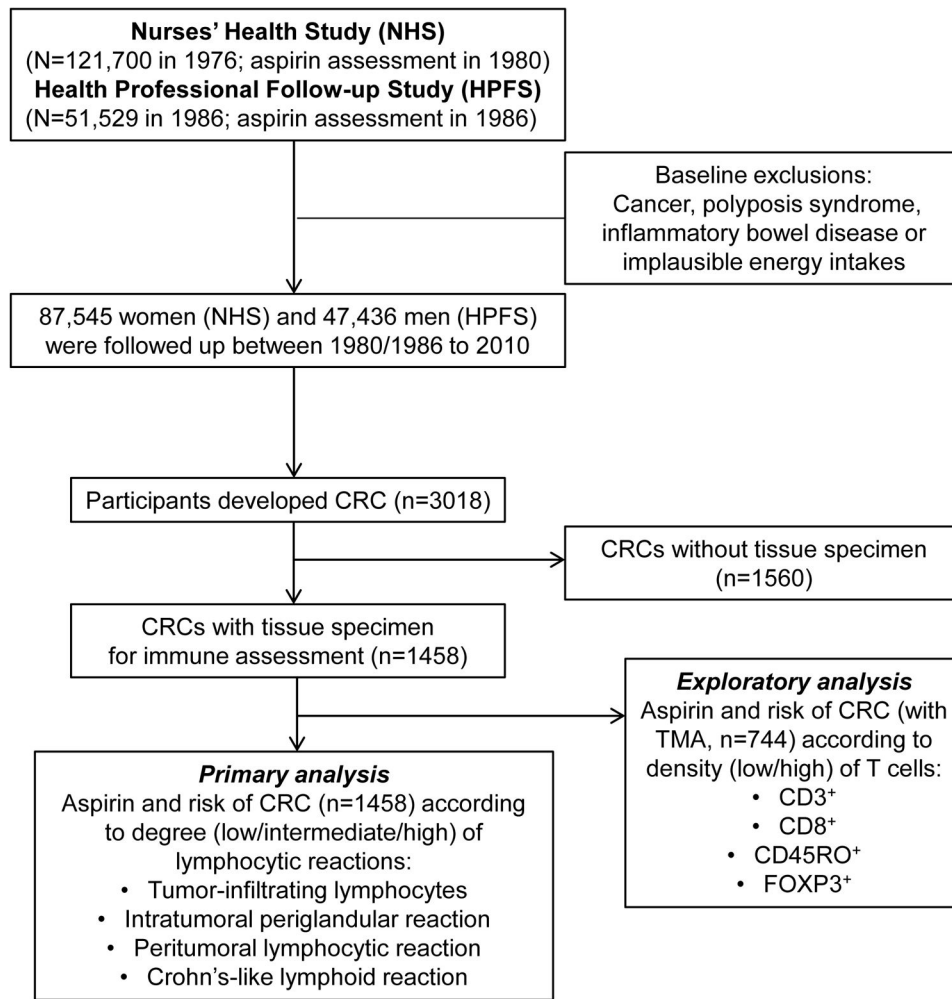 Nurses' Health Study (NHS)
(N=121,700 in 1976; aspirin assessment in 1980)
Health Professional Follow-up Study (HPFS)
(N=51,529 in 1986; aspirin assessment in 1986)
Baseline exclusions:
Cancer, polyposis syndrome,
inflammatory bowel disease or
implausible energy intakes
87,545 women (NHS) and 47,436 men (HPFS)
were followed up between 1980/1986 to 2010
Participants developed CRC (n=3018)
CRCs without tissue specimen
(n=1560)
CRCs with tissue specimen
for immune assessment (n=1458)
Exploratory analysis
Aspirin and risk of CRC (with
TMA, n=744) according to
density (low/high) of T cells:
• CD3⁺
• CD8⁺
• CD45RO⁺
• FOXP3⁺
Primary analysis
Aspirin and risk of CRC (n=1458) according
to degree (low/intermediate/high) of
lymphocytic reactions:
• Tumor-infiltrating lymphocytes
• Intratumoral periglandular reaction
• Peritumoral lymphocytic reaction
• Crohn's-like lymphoid reaction